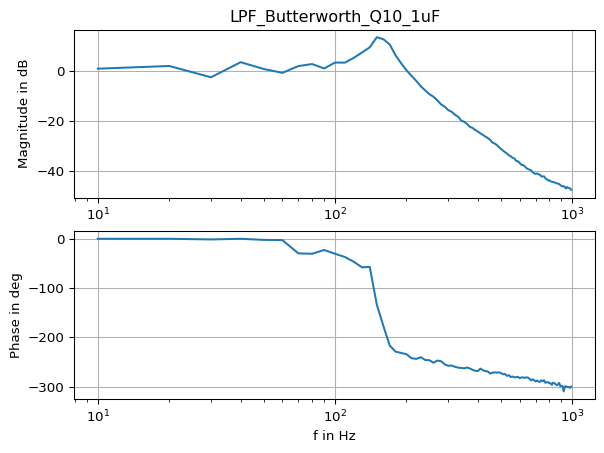 LPF_Butterworth_Q10_1uF
Magnitude in dB
0
−20
−40
10¹ 10² 10³
Phase in deg
0
−100
−200
−300
10¹ 10² 10³
f in Hz